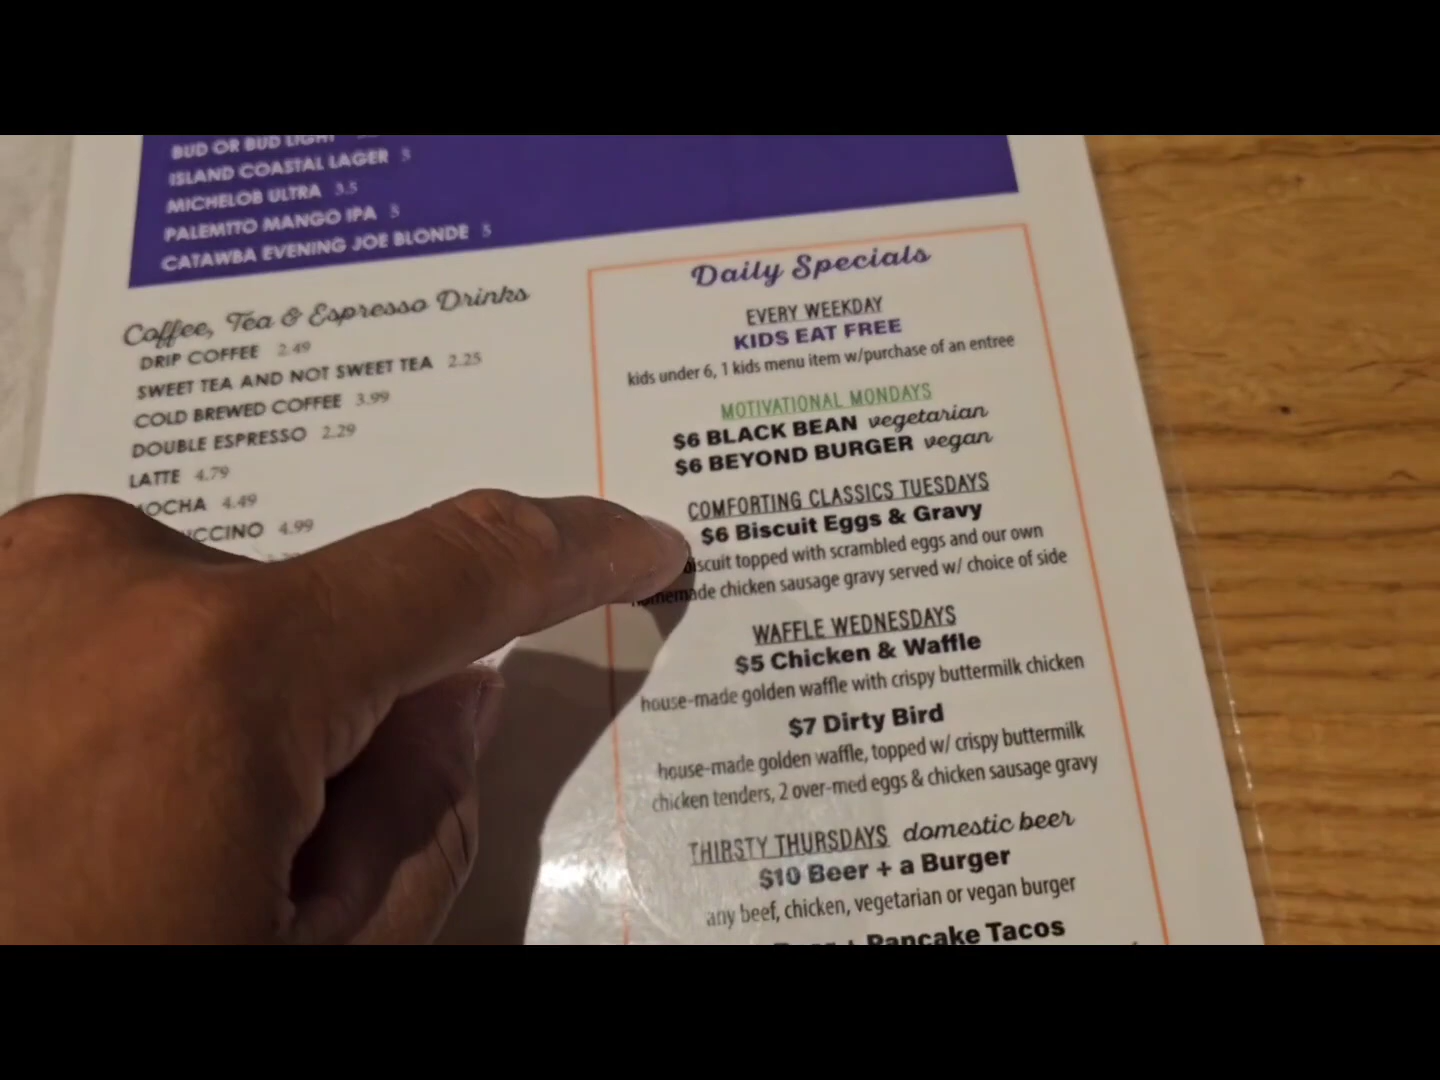 BUD OR BUD LIGHT
ISLAND COASTAL LAGER 5
MICHELOB ULTRA 3.5
PALEMTTO MANGO IPA 5
CATAWBA EVENING JOE BLONDE 5
Coffee, Tea & Espresso Drinks
DRIP COFFEE 2.49
SWEET TEA AND NOT SWEET TEA 2.25
COLD BREWED COFFEE 3.99
DOUBLE ESPRESSO 2.29
LATTE 4.79
MOCHA 4.49
CCINO 4.99
Daily Specials
EVERY WEEKDAY
KIDS EAT FREE
kids under 6, 1 kids menu item w/purchase of an entree
MOTIVATIONAL MONDAYS
$6 BLACK BEAN vegetarian
$6 BEYOND BURGER vegan
COMFORTING CLASSICS TUESDAYS
$6 Biscuit Eggs & Gravy
biscuit topped with scrambled eggs and our own
homemade chicken sausage gravy served w/ choice of side
WAFFLE WEDNESDAYS
$5 Chicken & Waffle
house-made golden waffle with crispy buttermilk chicken
$7 Dirty Bird
house-made golden waffle, topped w/ crispy buttermilk
chicken tenders, 2 over-med eggs & chicken sausage gravy
THIRSTY THURSDAYS domestic beer
$10 Beer + a Burger
any beef, chicken, vegetarian or vegan burger
Beer + Pancake Tacos